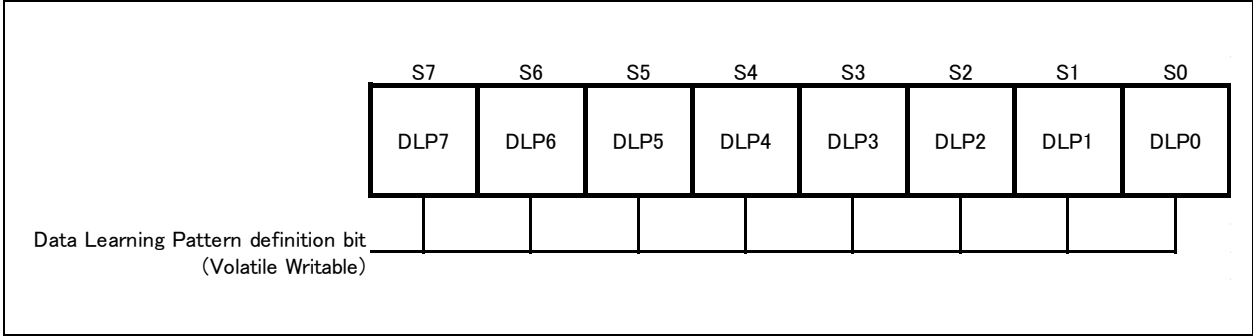 S7 S6 S5 S4 S3 S2 S1 S0
DLP7 DLP6 DLP5 DLP4 DLP3 DLP2 DLP1 DLP0
Data Learning Pattern definition bit
(Volatile Writable)